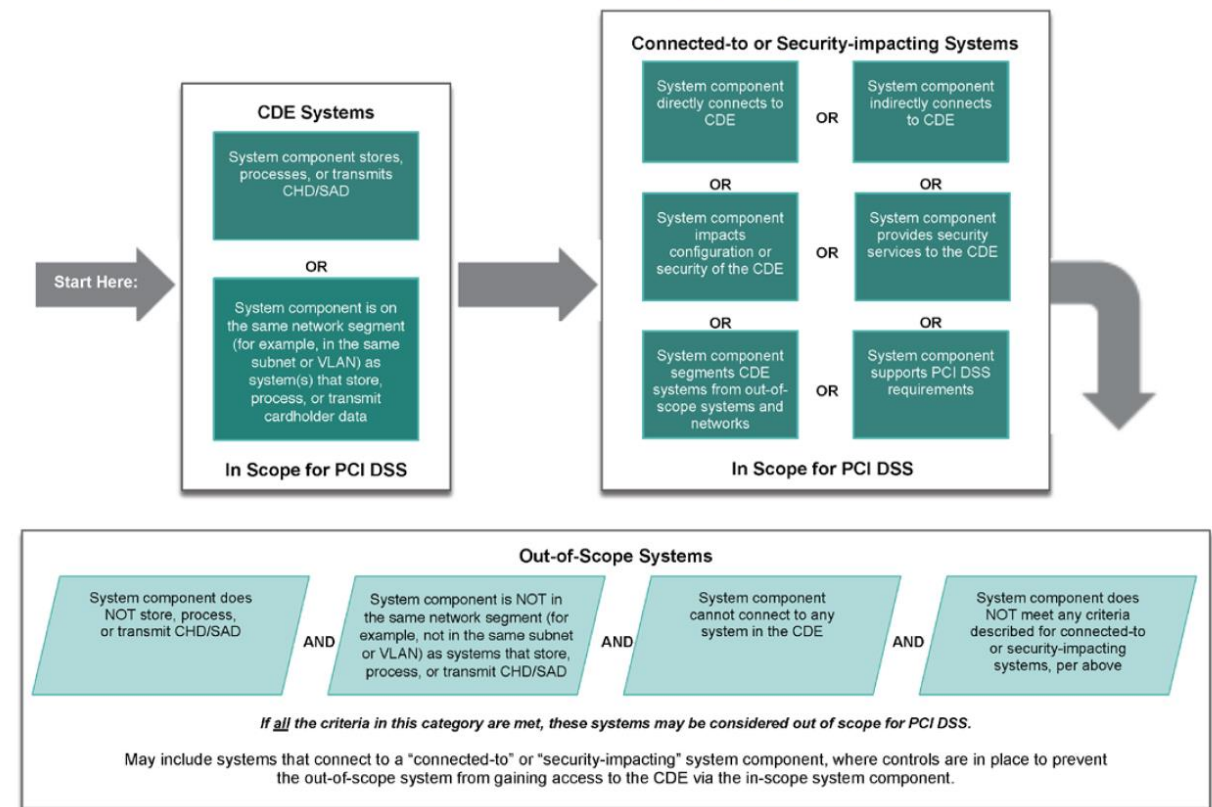 Start Here:
CDE Systems
System component stores,
processes, or transmits
CHD/SAD
OR
System component is on
the same network segment
(for example, in the same
subnet or VLAN) as
system(s) that store,
process, or transmit
cardholder data
In Scope for PCI DSS
Connected-to or Security-impacting Systems
System component
directly connects to
CDE
OR
System component
indirectly connects
to CDE
OR
OR
System component
impacts
configuration or
security of the CDE
OR
System component
provides security
services to the CDE
OR
OR
System component
segments CDE
systems from out-of-
scope systems and
networks
OR
System component
supports PCI DSS
requirements
In Scope for PCI DSS
Out-of-Scope Systems
System component does
NOT store, process,
or transmit CHD/SAD
AND
System component is NOT in
the same network segment (for
example, not in the same subnet
or VLAN) as systems that store,
process, or transmit CHD/SAD
AND
System component
cannot connect to any
system in the CDE
AND
System component does
NOT meet any criteria
described for connected-to
or security-impacting
systems, per above
If all the criteria in this category are met, these systems may be considered out of scope for PCI DSS.
May include systems that connect to a “connected-to” or “security-impacting” system component, where controls are in place to prevent
the out-of-scope system from gaining access to the CDE via the in-scope system component.